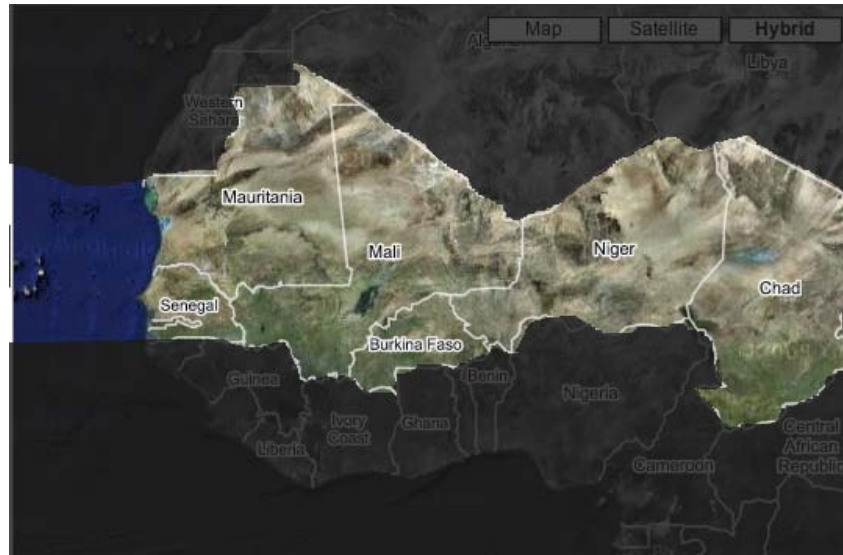 Map Satellite Hybrid
Algeria
Libya
Western
Sahara
Mauritania
Mali
Niger
Chad
Senegal
Burkina Faso
Guinea
Benin
Nigeria
Ivory
Coast
Ghana
Liberia
Central
African
Republic
Cameroon